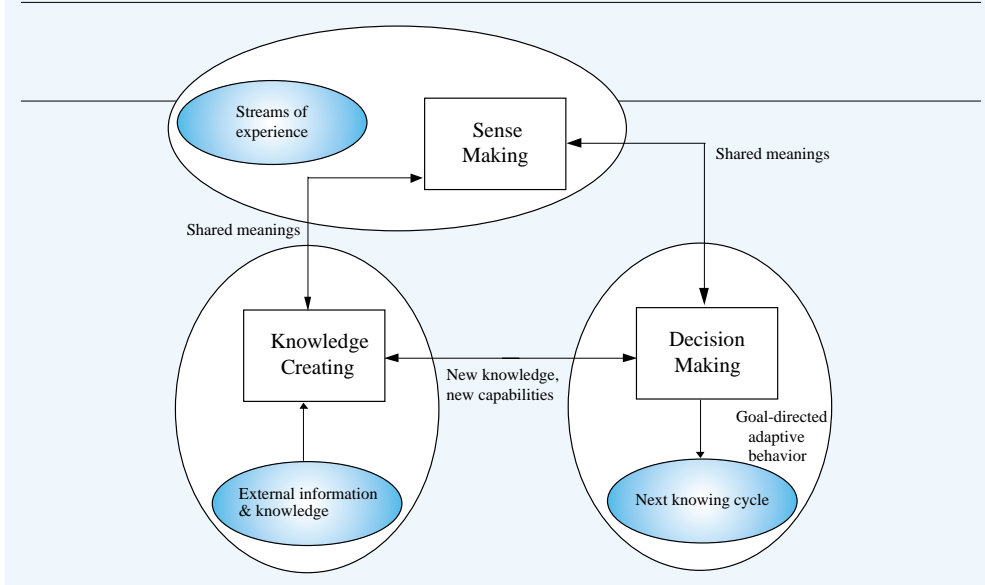 Streams of
experience
Sense
Making
Shared meanings
Shared meanings
Knowledge
Creating
Decision
Making
New knowledge,
new capabilities
Goal-directed
adaptive
behavior
External information
& knowledge
Next knowing cycle